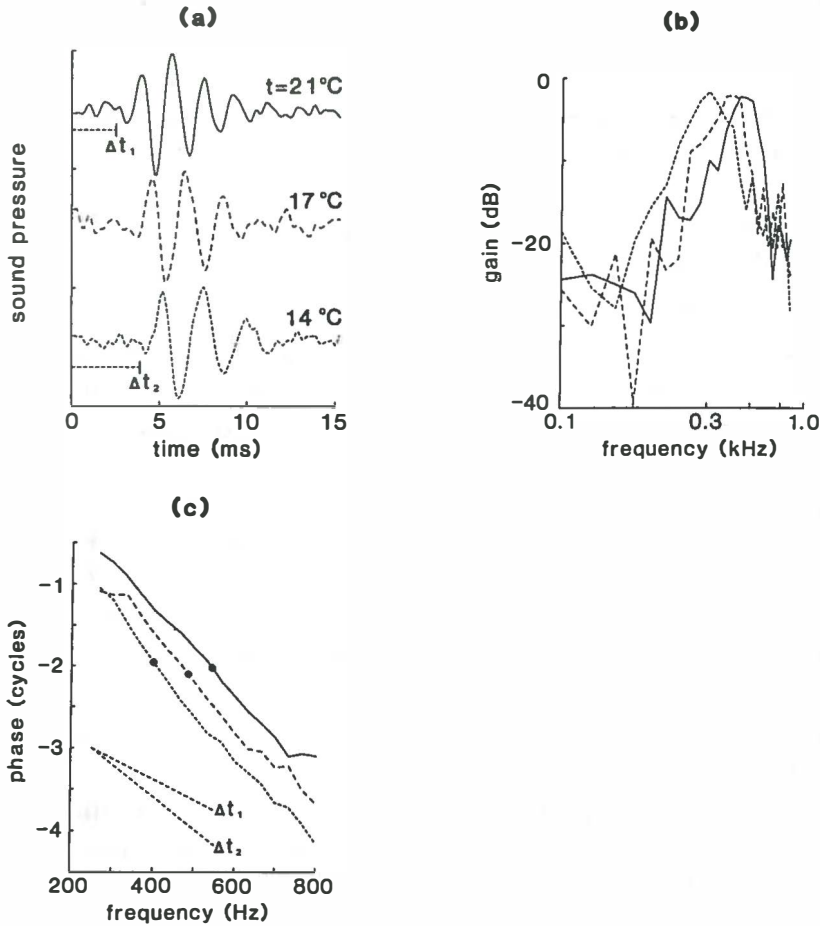 (a)
t=21°C
Δt₁
17°C
14°C
Δt₂
sound pressure
0 5 10 15
time (ms)
(b)
0
-20
-40
gain (dB)
0.1 0.3 1.0
frequency (kHz)
(c)
-1
-2
-3
-4
phase (cycles)
Δt₁
Δt₂
200 400 600 800
frequency (Hz)